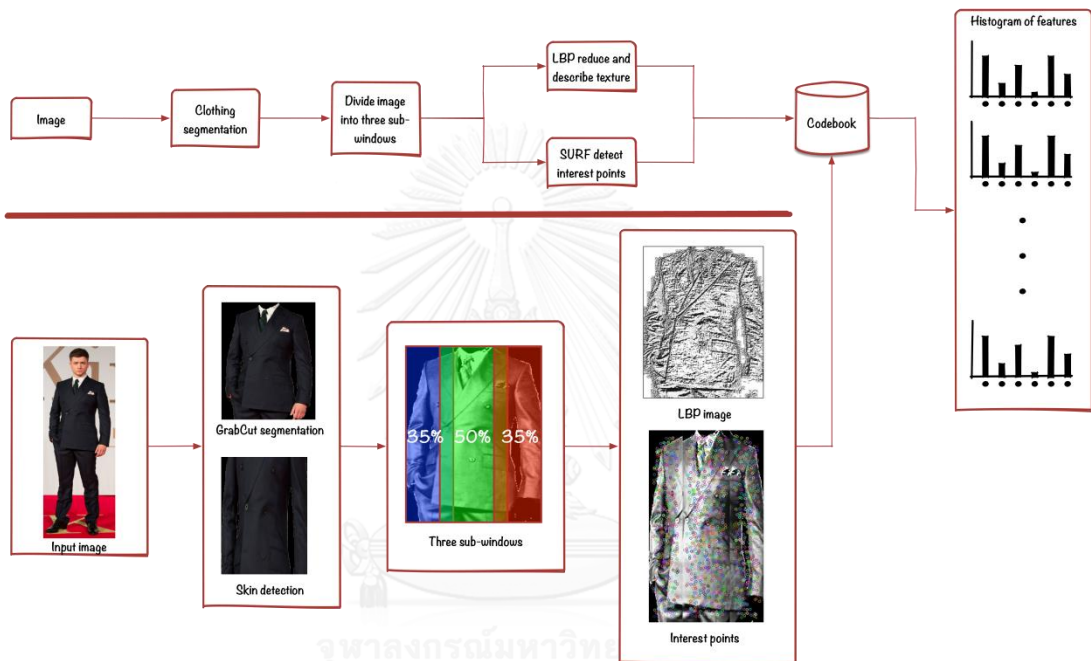 Histogram of features
LBP reduce and
describe texture
Image
Clothing
segmentation
Divide image
into three sub-
windows
Codebook
SURF detect
interest points
GrabCut segmentation
Skin detection
Input image
35% 50% 35%
Three sub-windows
LBP image
Interest points